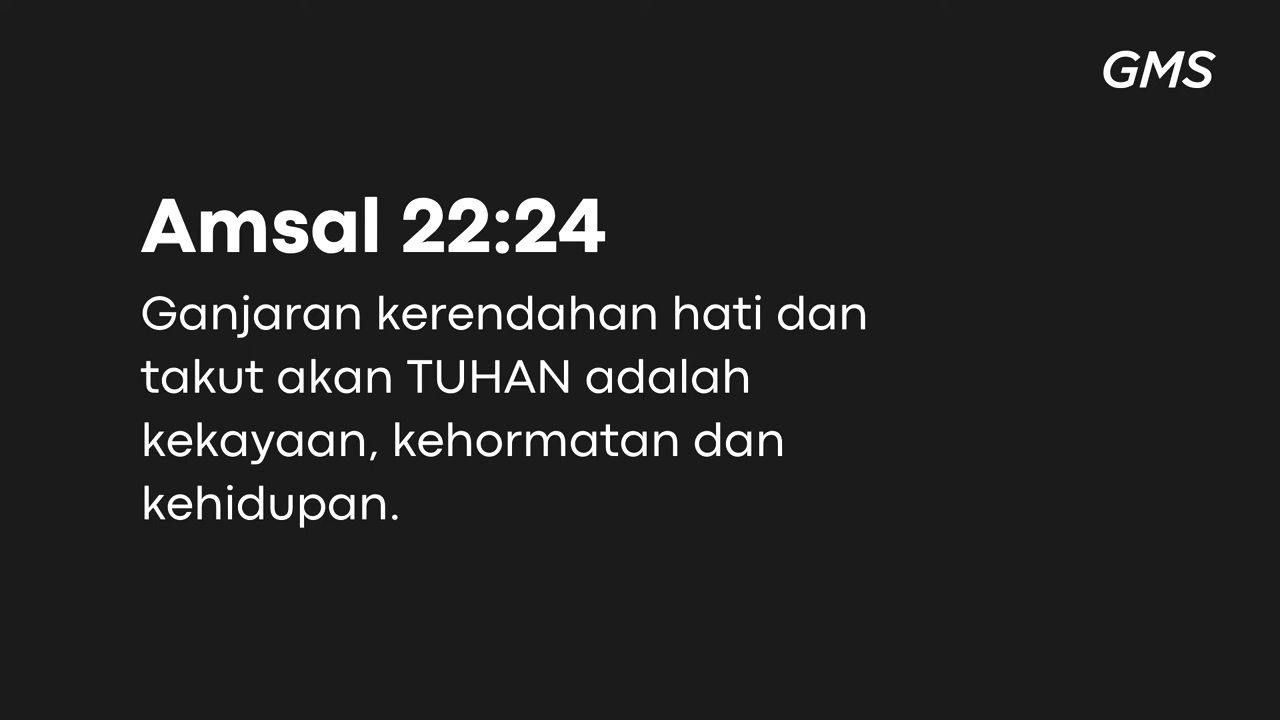 GMS
Amsal 22:24
Ganjaran kerendahan hati dan
takut akan TUHAN adalah
kekayaan, kehormatan dan
kehidupan.